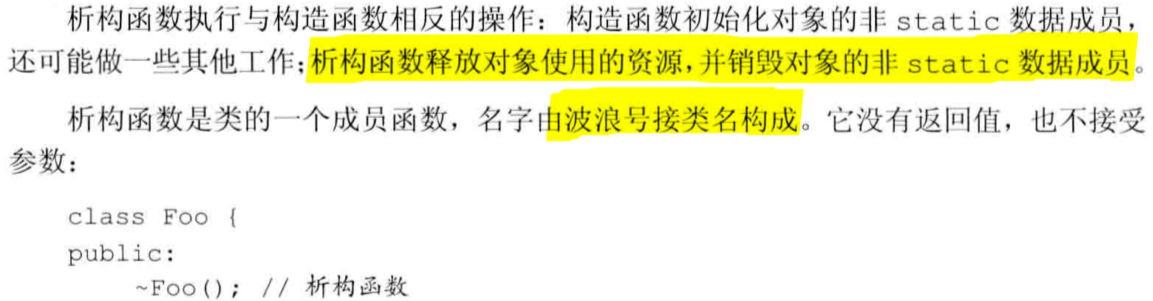 析构函数执行与构造函数相反的操作：构造函数初始化对象的非 static 数据成员，
还可能做一些其他工作；析构函数释放对象使用的资源，并销毁对象的非 static 数据成员。
析构函数是类的一个成员函数，名字由波浪号接类名构成。它没有返回值，也不接受
参数：
class Foo {
public:
~Foo(); // 析构函数